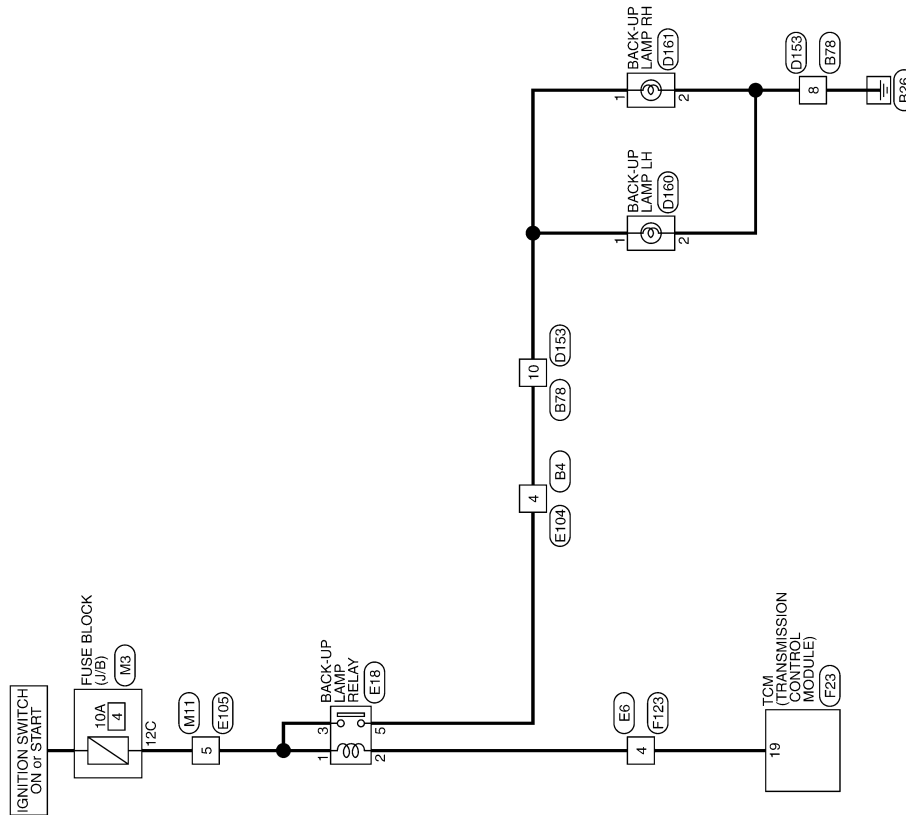 IGNITION SWITCH
ON or START
FUSE BLOCK
(J/B)
M3
10A
4
12C
5
M11
E105
BACK-UP
LAMP
RELAY
E18
1
3
2
5
4
E6
F123
TCM
(TRANSMISSION
CONTROL
MODULE)
F23
19
4
E104
B4
10
B78
D153
BACK-UP
LAMP LH
D160
1
2
BACK-UP
LAMP RH
D161
1
2
8
D153
B78
B26